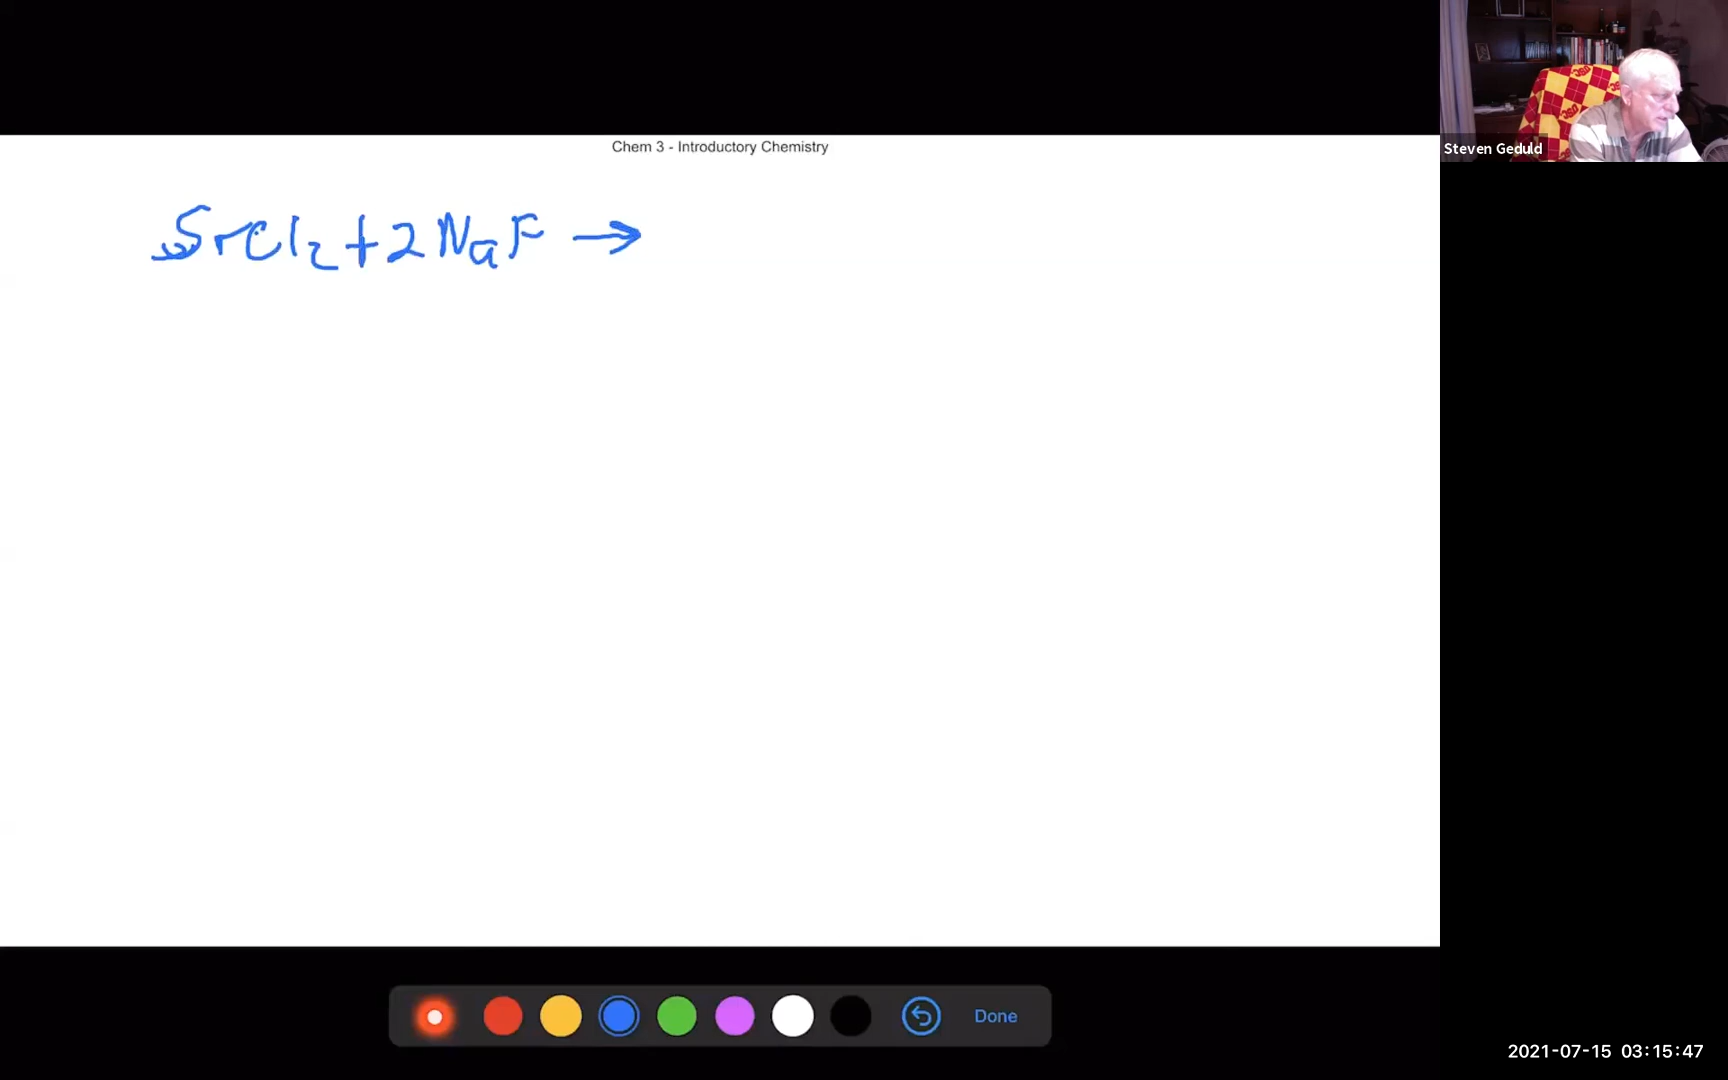 Chem 3 - Introductory Chemistry
Steven Geduld
SrCl₂ + 2NaF →
Done
2021-07-15 03:15:47